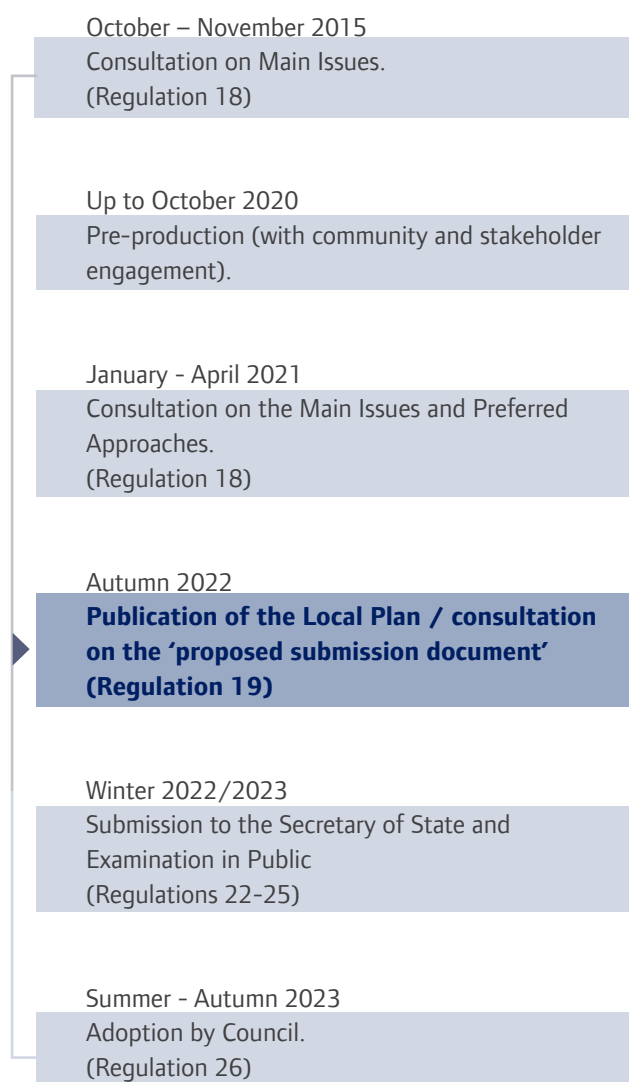 October – November 2015
Consultation on Main Issues.
(Regulation 18)
Up to October 2020
Pre-production (with community and stakeholder
engagement).
January - April 2021
Consultation on the Main Issues and Preferred
Approaches.
(Regulation 18)
Autumn 2022
Publication of the Local Plan / consultation
on the ‘proposed submission document’
(Regulation 19)
Winter 2022/2023
Submission to the Secretary of State and
Examination in Public
(Regulations 22-25)
Summer - Autumn 2023
Adoption by Council.
(Regulation 26)